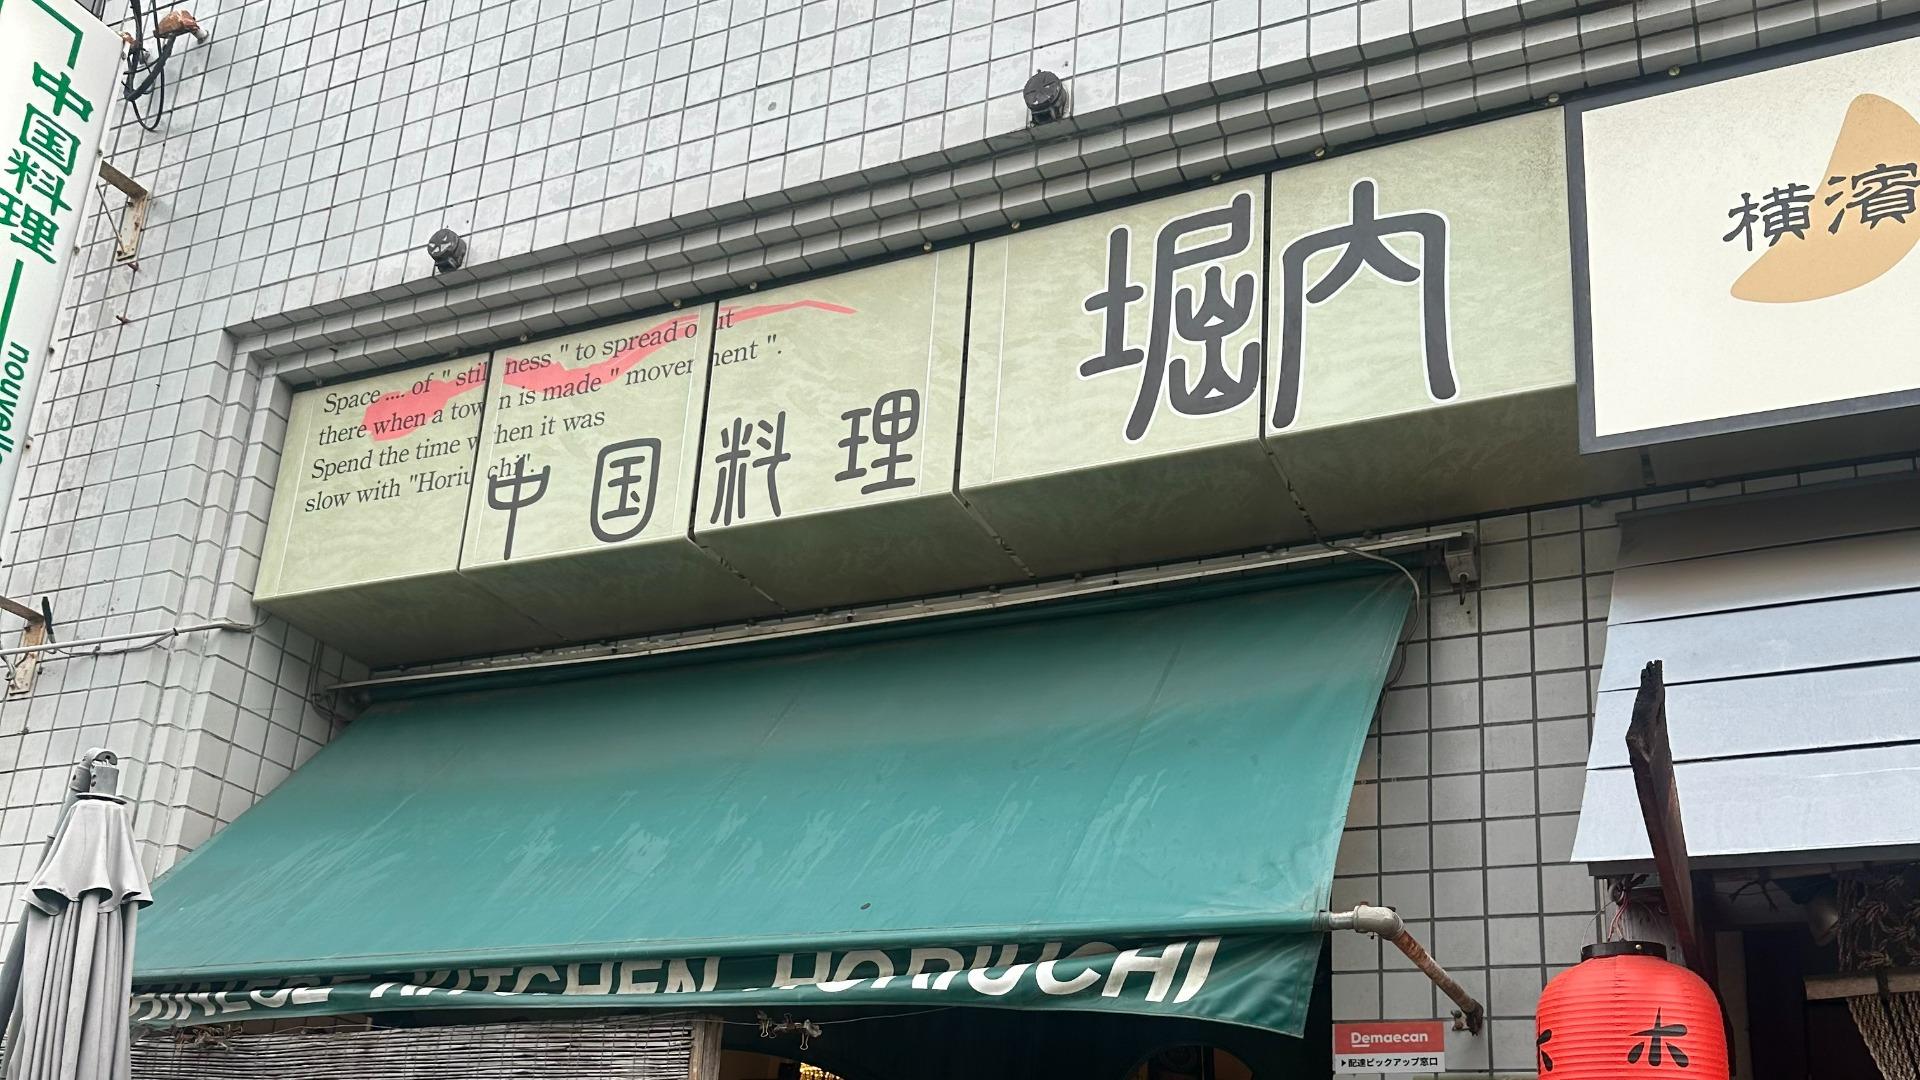 中国料理
nouvelle
Space .... of " stillness " to spread out
there when a town is made " movement ".
Spend the time when it was
slow with "Horiuchi".
中国料理
堀内
横濱
CHINESE KITCHEN HORIUCHI
Demaecan
配達ピックアップ窓口
ホ